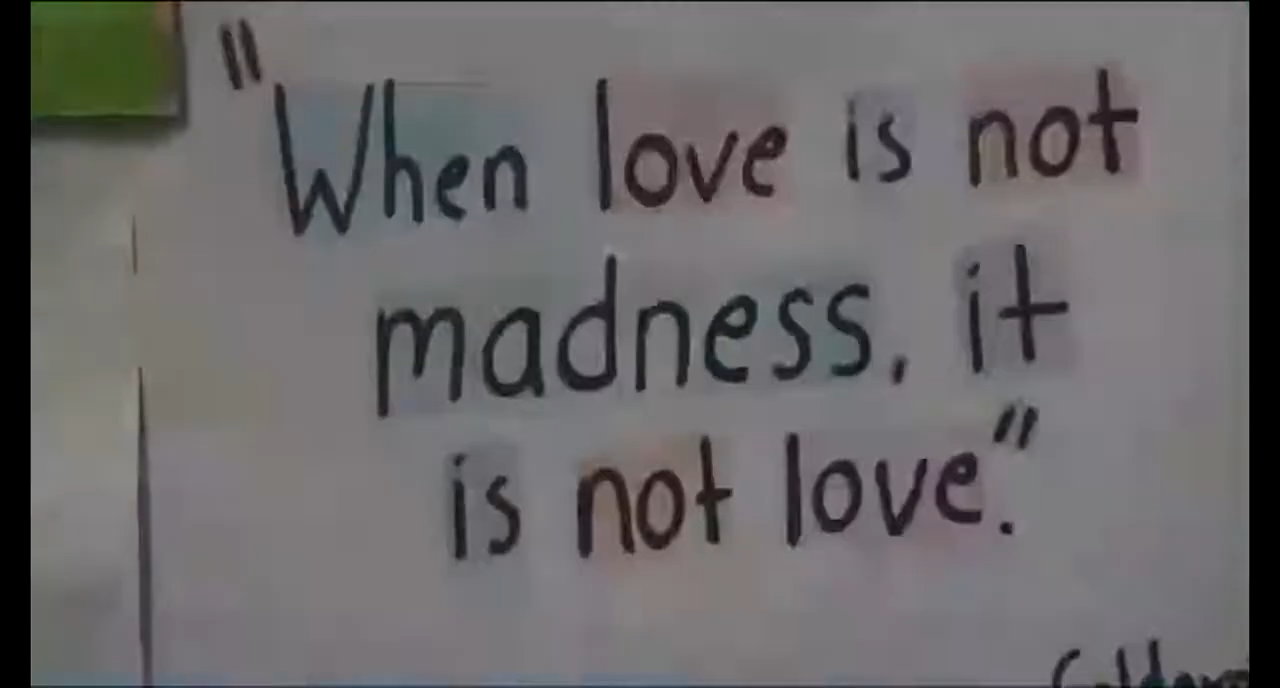 "When love is not
madness, it
is not love."